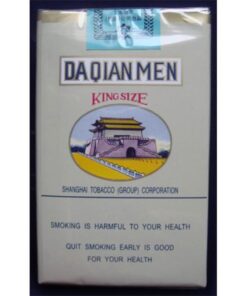 DAQIANMEN
KING SIZE
SHANGHAI TOBACCO (GROUP) CORPORATION
SMOKING IS HARMFUL TO YOUR HEALTH
QUIT SMOKING EARLY IS GOOD
FOR YOUR HEALTH